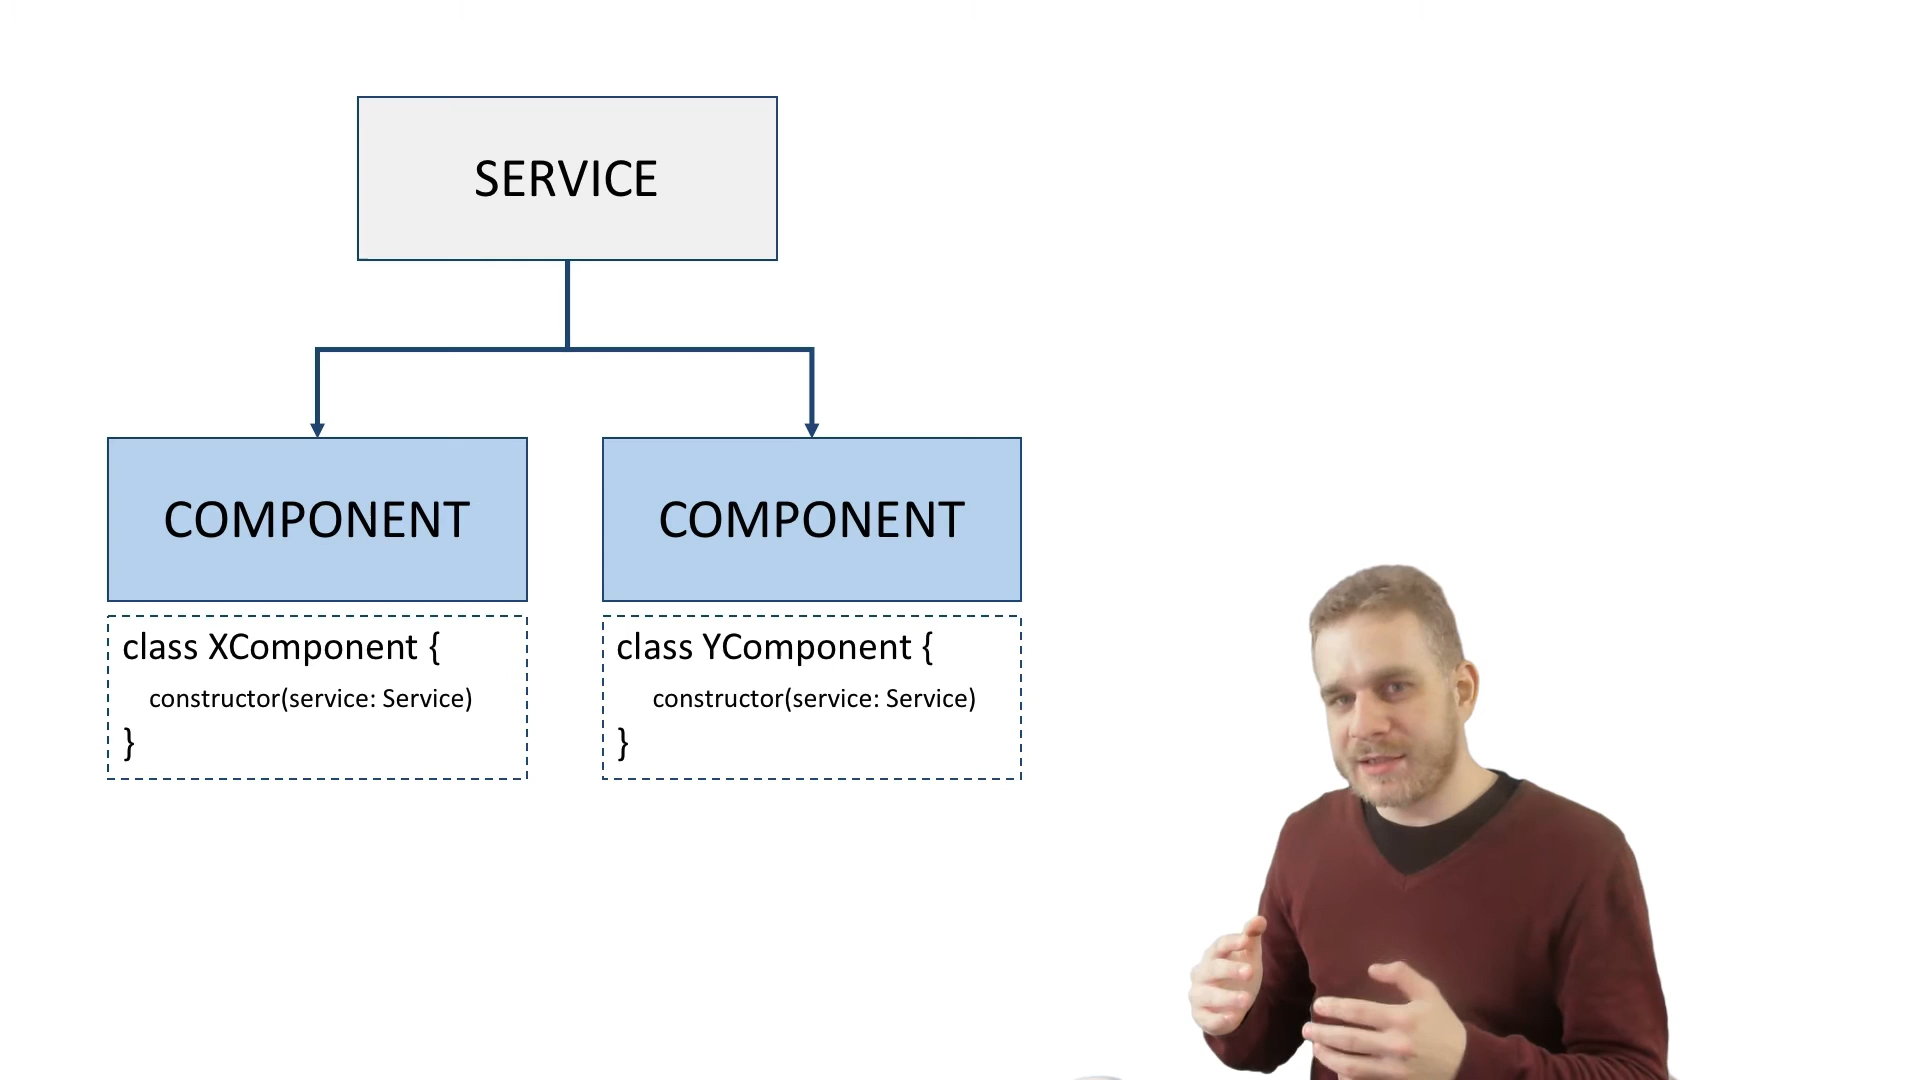 SERVICE
COMPONENT
COMPONENT
class XComponent {
constructor(service: Service)
}
class YComponent {
constructor(service: Service)
}